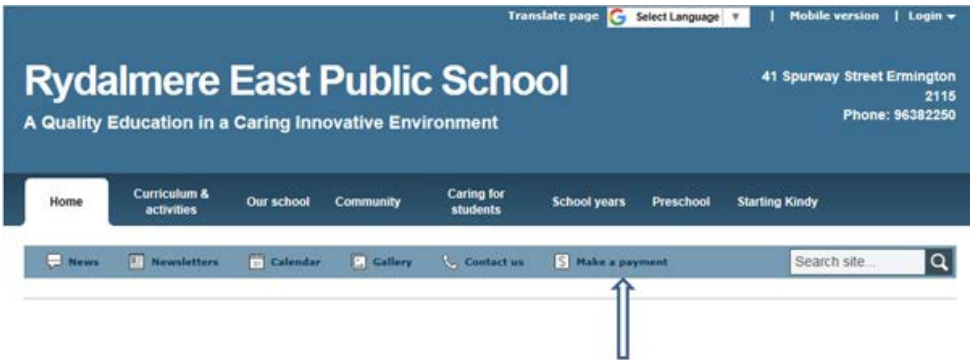 Translate page G Select Language ▼ | Mobile version | Login
Rydalmere East Public School
A Quality Education in a Caring Innovative Environment
41 Spurway Street Ermington
2115
Phone: 96382250
Home
Curriculum &
activities
Our school
Community
Caring for
students
School years
Preschool
Starting Kindy
News
Newsletters
Calendar
Gallery
Contact us
$ Make a payment
Search site...